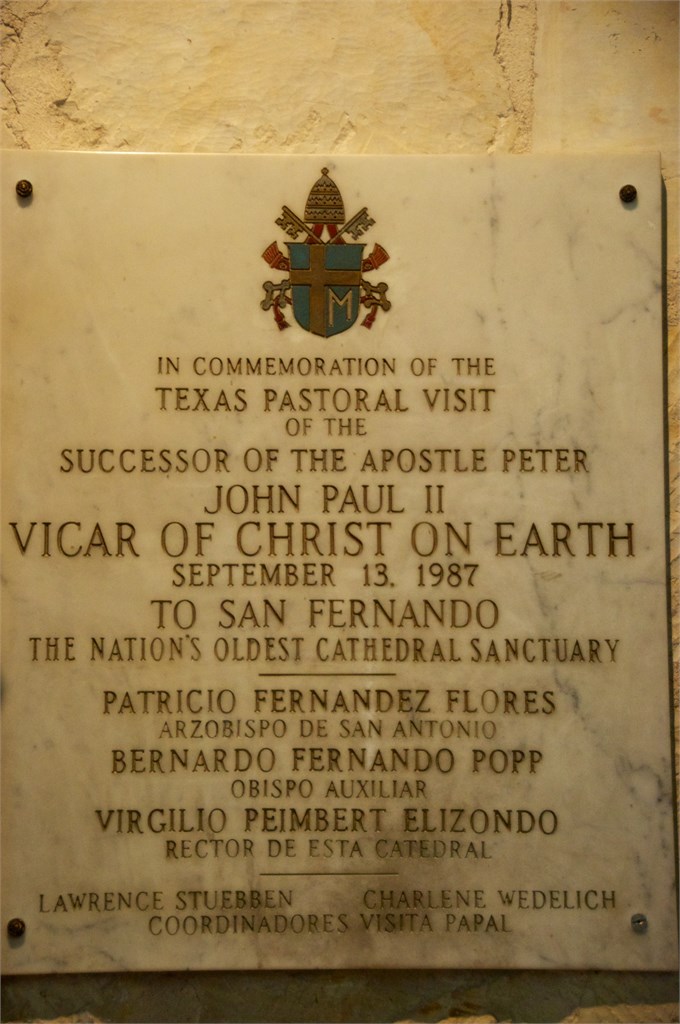 M
IN COMMEMORATION OF THE
TEXAS PASTORAL VISIT
OF THE
SUCCESSOR OF THE APOSTLE PETER
JOHN PAUL II
VICAR OF CHRIST ON EARTH
SEPTEMBER 13, 1987
TO SAN FERNANDO
THE NATION'S OLDEST CATHEDRAL SANCTUARY
PATRICIO FERNANDEZ FLORES
ARZOBISPO DE SAN ANTONIO
BERNARDO FERNANDO POPP
OBISPO AUXILIAR
VIRGILIO PEIMBERT ELIZONDO
RECTOR DE ESTA CATEDRAL
LAWRENCE STUEBBEN CHARLENE WEDELICH
COORDINADORES VISITA PAPAL